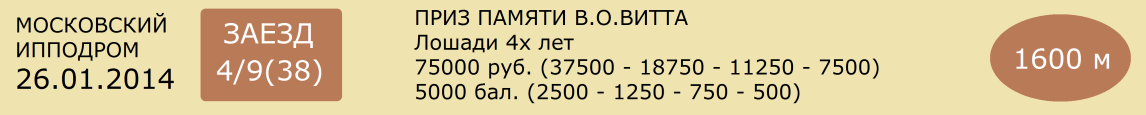 МОСКОВСКИЙ
ИППОДРОМ
26.01.2014
ЗАЕЗД
4/9(38)
ПРИЗ ПАМЯТИ В.О.ВИТТА
Лошади 4х лет
75000 руб. (37500 - 18750 - 11250 - 7500)
5000 бал. (2500 - 1250 - 750 - 500)
1600 м